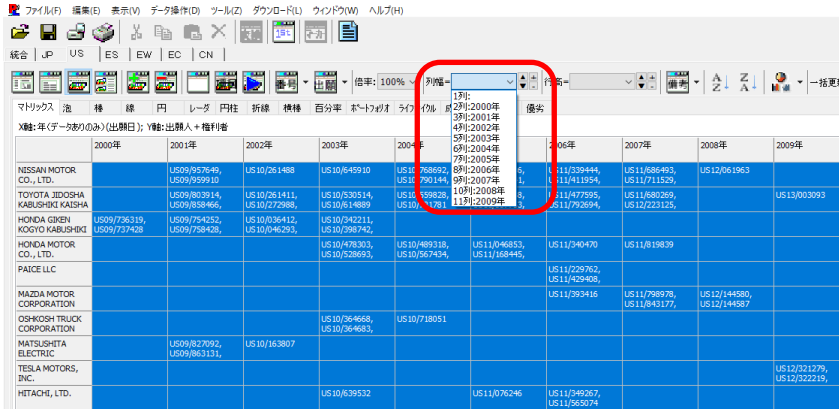 ファイル(F) 編集(E) 表示(V) データ操作(D) ツール(Z) ダウンロード(L) ウィンドウ(W) ヘルプ(H)
統合 JP US ES EW EC CN
番号 出願 倍率: 100% 列幅= 行高= 備考 一括更
マトリックス 泡 棒 線 円 レーダ 円柱 折線 横棒 百分率 ポートフォリオ ライフサイクル 優劣
1列:
2列:2000年
3列:2001年
4列:2002年
5列:2003年
6列:2004年
7列:2005年
8列:2006年
9列:2007年
10列:2008年
11列:2009年
X軸:年<データありのみ>(出願日); Y軸:出願人+権利者
2000年 2001年 2002年 2003年 2004年 2006年 2007年 2008年 2009年
NISSAN MOTOR CO., LTD. US09/957649, US09/959910 US10/261488 US10/645910 US11/339444, US11/411954, US11/686493, US11/711529, US12/061963
TOYOTA JIDOSHA KABUSHIKI KAISHA US09/803914, US09/858466, US10/261411, US10/272988, US10/530514, US10/614889 US11/477595, US11/792694, US11/680269, US12/223125, US13/003093
HONDA GIKEN KOGYO KABUSHIKI US09/736319, US09/737428 US09/754252, US09/758428, US10/036412, US10/046293, US10/342211, US10/398742,
HONDA MOTOR CO., LTD. US10/478303, US10/528693, US10/489318, US10/567434, US11/046853, US11/168445, US11/340470 US11/819839
PAICE LLC US11/229762, US11/429408,
MAZDA MOTOR CORPORATION US11/393416 US11/798978, US11/843177, US12/144580, US12/144587
OSHKOSH TRUCK CORPORATION US10/364668, US10/364683, US10/718051
MATSUSHITA ELECTRIC US09/827092, US09/863131, US10/163807
TESLA MOTORS, INC. US12/321279, US12/322219,
HITACHI, LTD. US10/639532 US11/076246 US11/349267, US11/565074